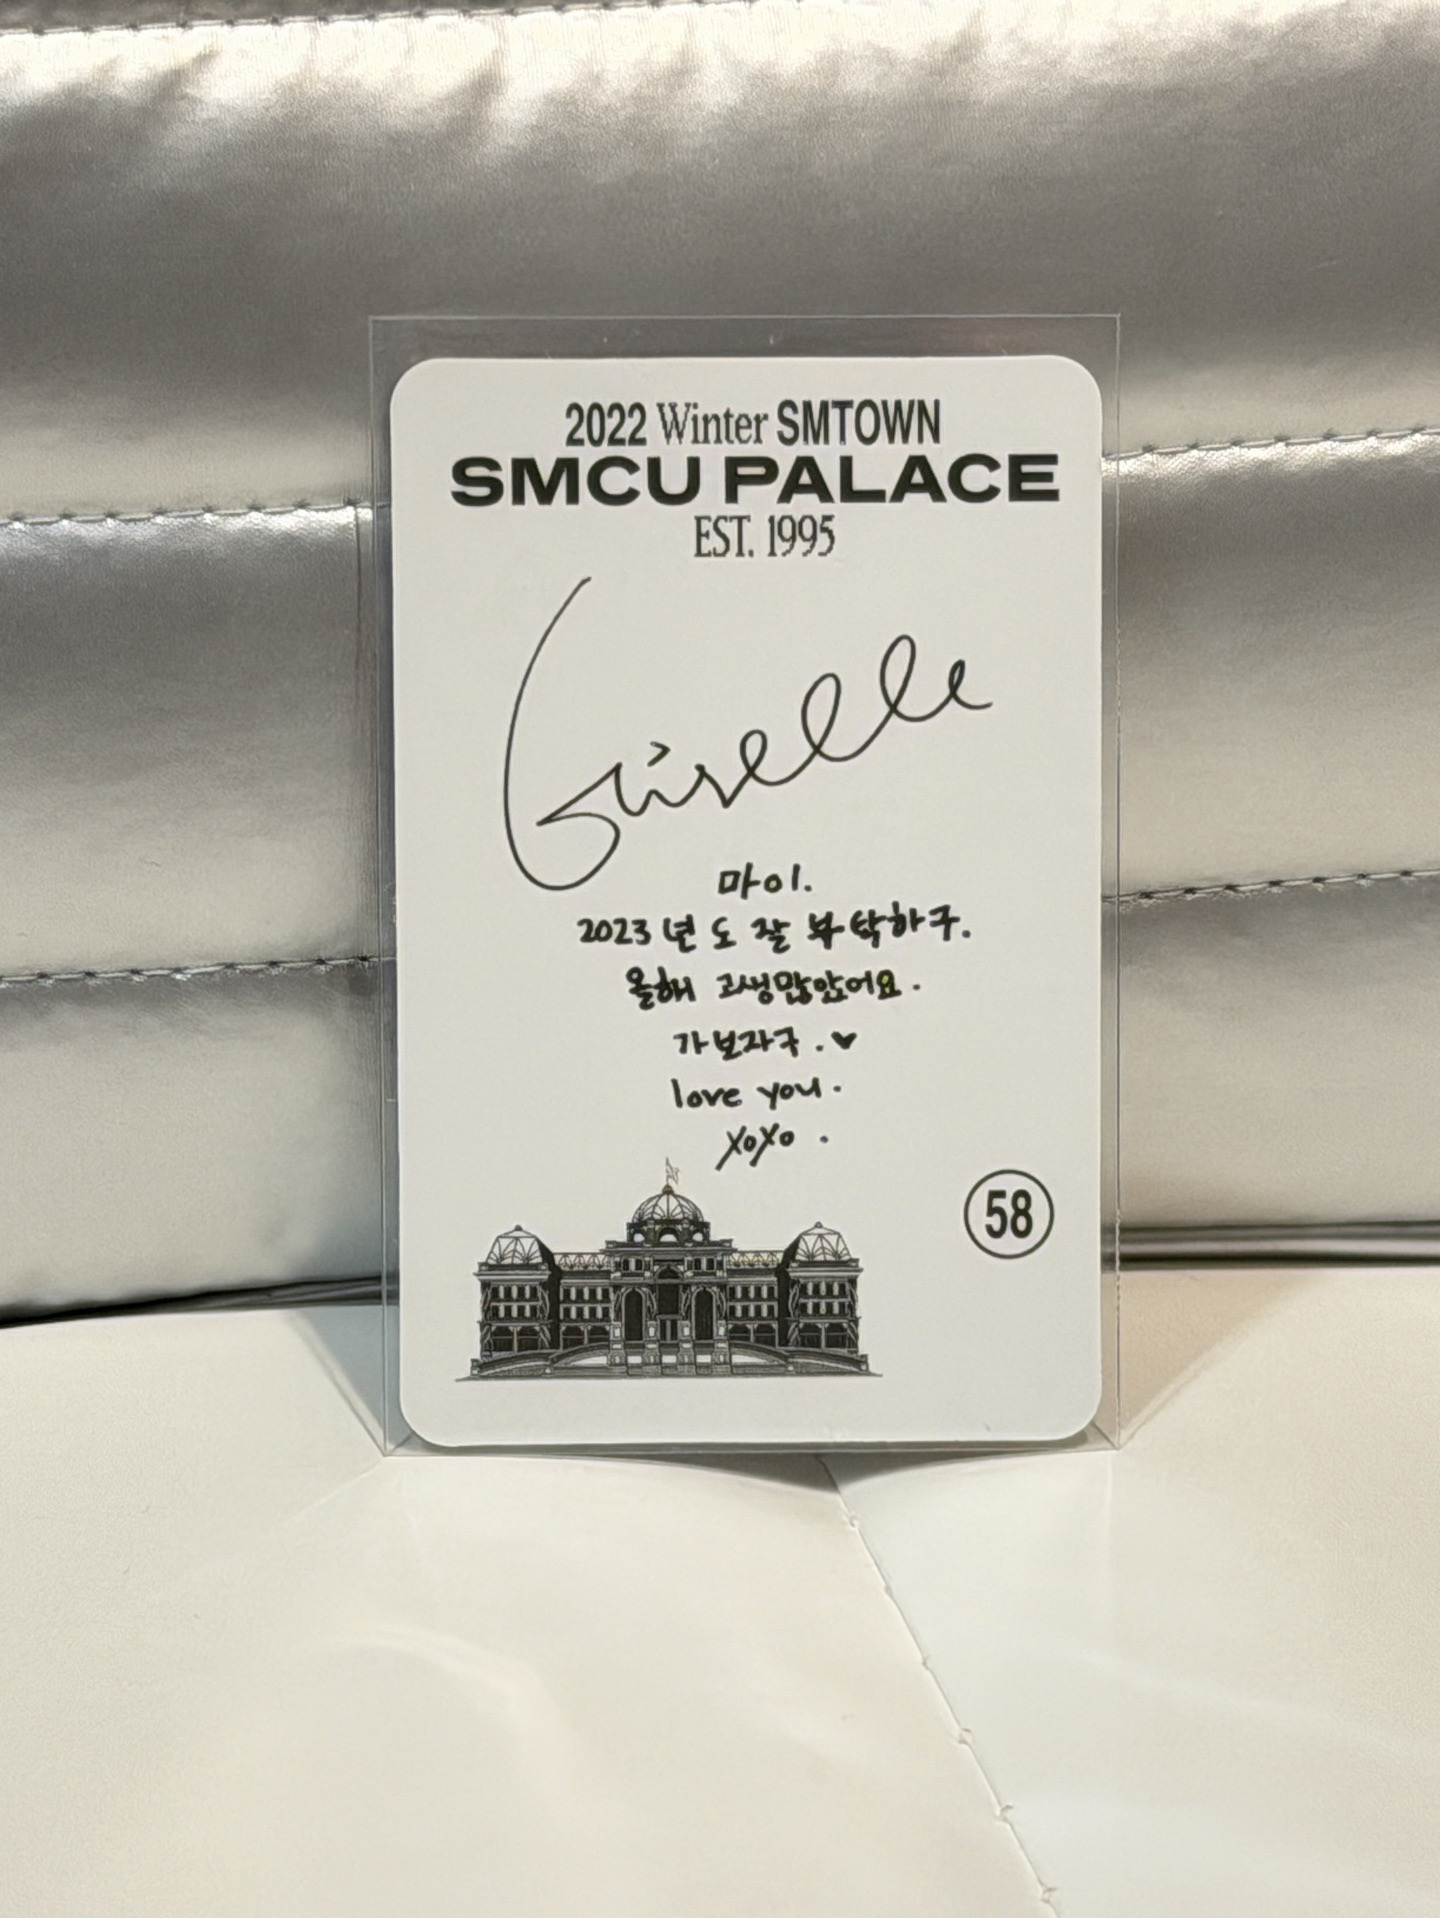 2022 Winter SMTOWN
SMCU PALACE
EST. 1995
Giselle
마이.
2023년도 잘 부탁하구.
올해 고생많았어요.
가보자구.♥
love you.
xoxo.
58